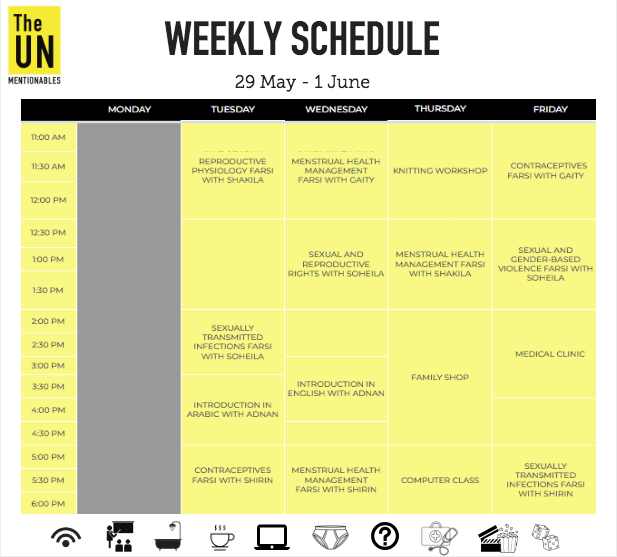 The
UN
MENTIONABLES
WEEKLY SCHEDULE
29 May - 1 June
MONDAY
TUESDAY
WEDNESDAY
THURSDAY
FRIDAY
11:00 AM
11:30 AM
12:00 PM
REPRODUCTIVE
PHYSIOLOGY FARSI
WITH SHAKILA
MENSTRUAL HEALTH
MANAGEMENT
FARSI WITH GAITY
KNITTING WORKSHOP
CONTRACEPTIVES
FARSI WITH GAITY
12:30 PM
1:00 PM
1:30 PM
SEXUAL AND
REPRODUCTIVE
RIGHTS WITH SOHEILA
MENSTRUAL HEALTH
MANAGEMENT FARSI
WITH SHAKILA
SEXUAL AND
GENDER-BASED
VIOLENCE FARSI WITH
SOHEILA
2:00 PM
2:30 PM
3:00 PM
3:30 PM
4:00 PM
4:30 PM
SEXUALLY
TRANSMITTED
INFECTIONS FARSI
WITH SOHEILA
INTRODUCTION IN
ARABIC WITH ADNAN
INTRODUCTION IN
ENGLISH WITH ADNAN
FAMILY SHOP
MEDICAL CLINIC
5:00 PM
5:30 PM
6:00 PM
CONTRACEPTIVES
FARSI WITH SHIRIN
MENSTRUAL HEALTH
MANAGEMENT
FARSI WITH SHIRIN
COMPUTER CLASS
SEXUALLY
TRANSMITTED
INFECTIONS FARSI
WITH SHIRIN